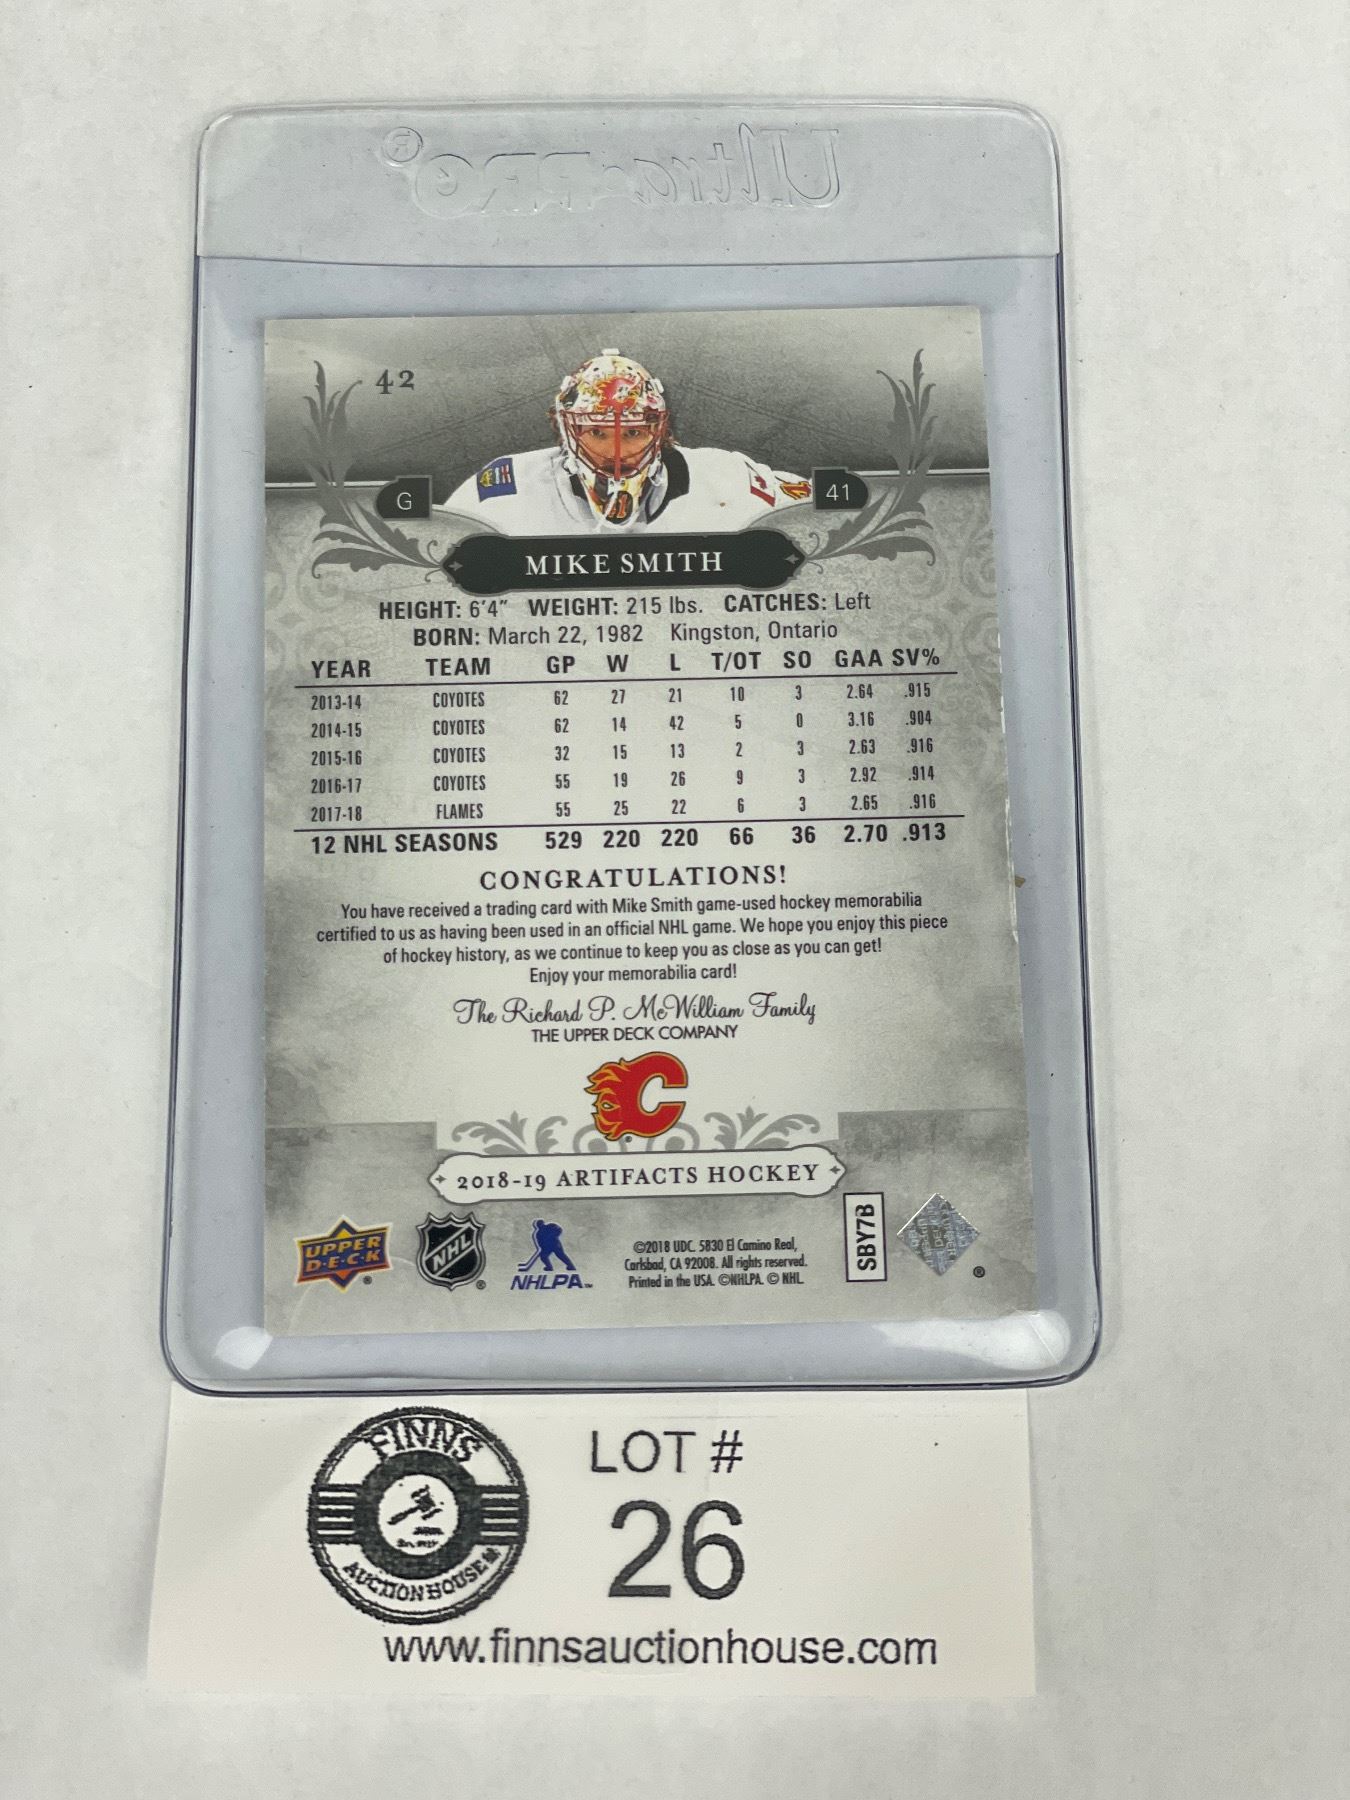 Ultra-PRO®
42
G
41
MIKE SMITH
HEIGHT: 6'4" WEIGHT: 215 lbs. CATCHES: Left
BORN: March 22, 1982 Kingston, Ontario
YEAR TEAM GP W L T/OT SO GAA SV%
2013-14 COYOTES 62 27 21 10 3 2.64 .915
2014-15 COYOTES 62 14 42 5 0 3.16 .904
2015-16 COYOTES 32 15 13 2 3 2.63 .916
2016-17 COYOTES 55 19 26 9 3 2.92 .914
2017-18 FLAMES 55 25 22 6 3 2.65 .916
12 NHL SEASONS 529 220 220 66 36 2.70 .913
CONGRATULATIONS!
You have received a trading card with Mike Smith game-used hockey memorabilia
certified to us as having been used in an official NHL game. We hope you enjoy this piece
of hockey history, as we continue to keep you as close as you can get!
Enjoy your memorabilia card!
The Richard P. McWilliam Family
THE UPPER DECK COMPANY
C
2018-19 ARTIFACTS HOCKEY
UPPER
D·E·C·K
®
NHL
®
NHLPA™
©2018 UDC. 5830 El Camino Real,
Carlsbad, CA 92008. All rights reserved.
Printed in the USA. ©NHLPA. © NHL.
SBY7B
®
FINNS
AUCTION HOUSE
LOT #
26
www.finnsauctionhouse.com